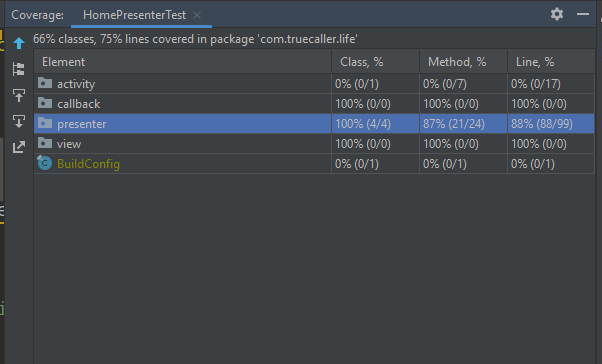 Coverage: HomePresenterTest
66% classes, 75% lines covered in package 'com.truecaller.life'
Element Class, % Method, % Line, %
activity 0% (0/1) 0% (0/7) 0% (0/17)
callback 100% (0/0) 100% (0/0) 100% (0/0)
presenter 100% (4/4) 87% (21/24) 88% (88/99)
view 100% (0/0) 100% (0/0) 100% (0/0)
BuildConfig 0% (0/1) 0% (0/1) 0% (0/1)